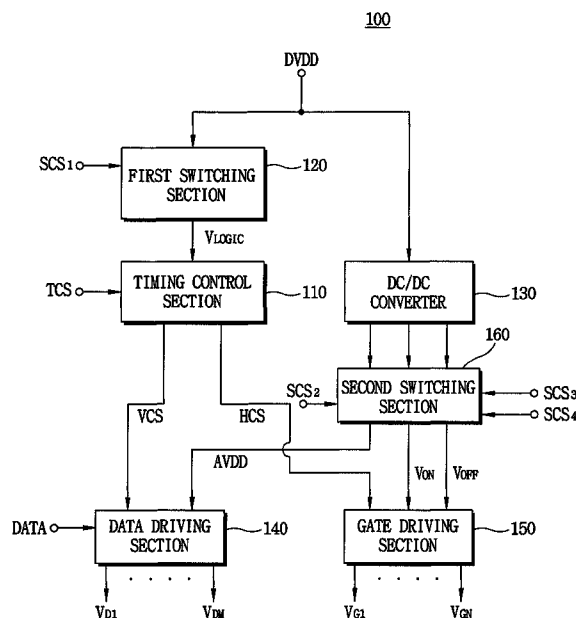 100
DVDD
SCS1
FIRST SWITCHING
SECTION
120
VLOGIC
TCS
TIMING CONTROL
SECTION
110
DC/DC
CONVERTER
130
160
SCS2
SECOND SWITCHING
SECTION
SCS3
SCS4
VCS
HCS
AVDD
VON
VOFF
DATA
DATA DRIVING
SECTION
140
GATE DRIVING
SECTION
150
VD1
· · · ·
VDM
VG1
· · · ·
VGN